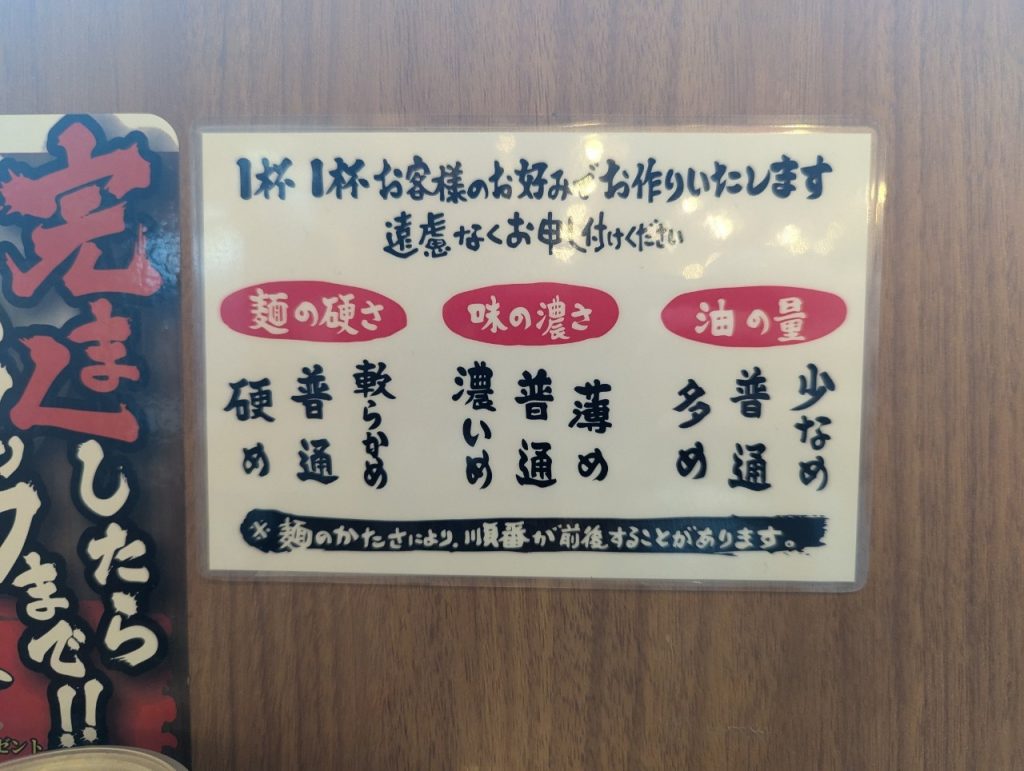 1杯1杯お客様のお好みでお作りいたします
遠慮なくお申し付けください
麺の硬さ
硬め
普通
軟らかめ
味の濃さ
濃いめ
普通
薄め
油の量
多め
普通
少なめ
※麺のかたさにより、順番が前後することがあります。
完まく
したら
まで!!
ゼント